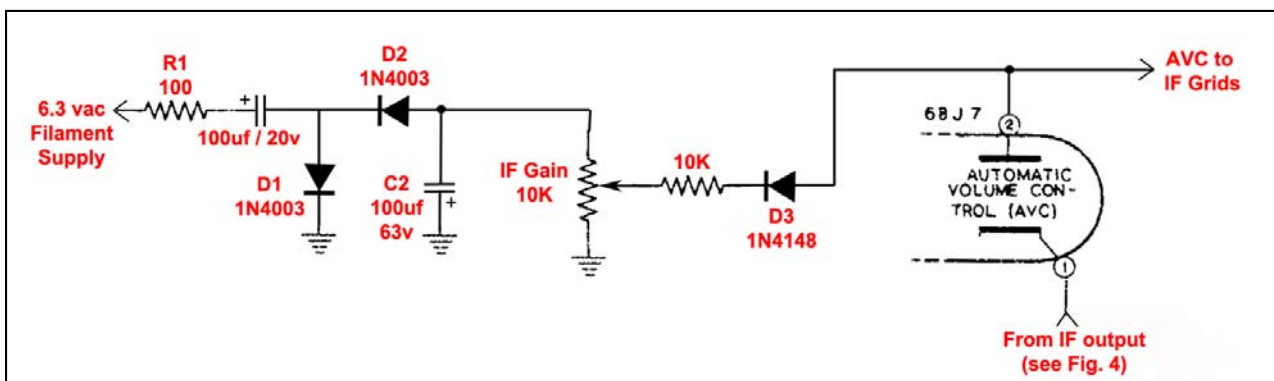 R1
100
6.3 vac
Filament
Supply
+
100uf / 20v
D2
1N4003
D1
1N4003
C2
100uf
63v
+
IF Gain
10K
10K
D3
1N4148
6BJ7
2
AUTOMATIC
VOLUME CON-
TROL (AVC)
1
AVC to
IF Grids
From IF output
(see Fig. 4)